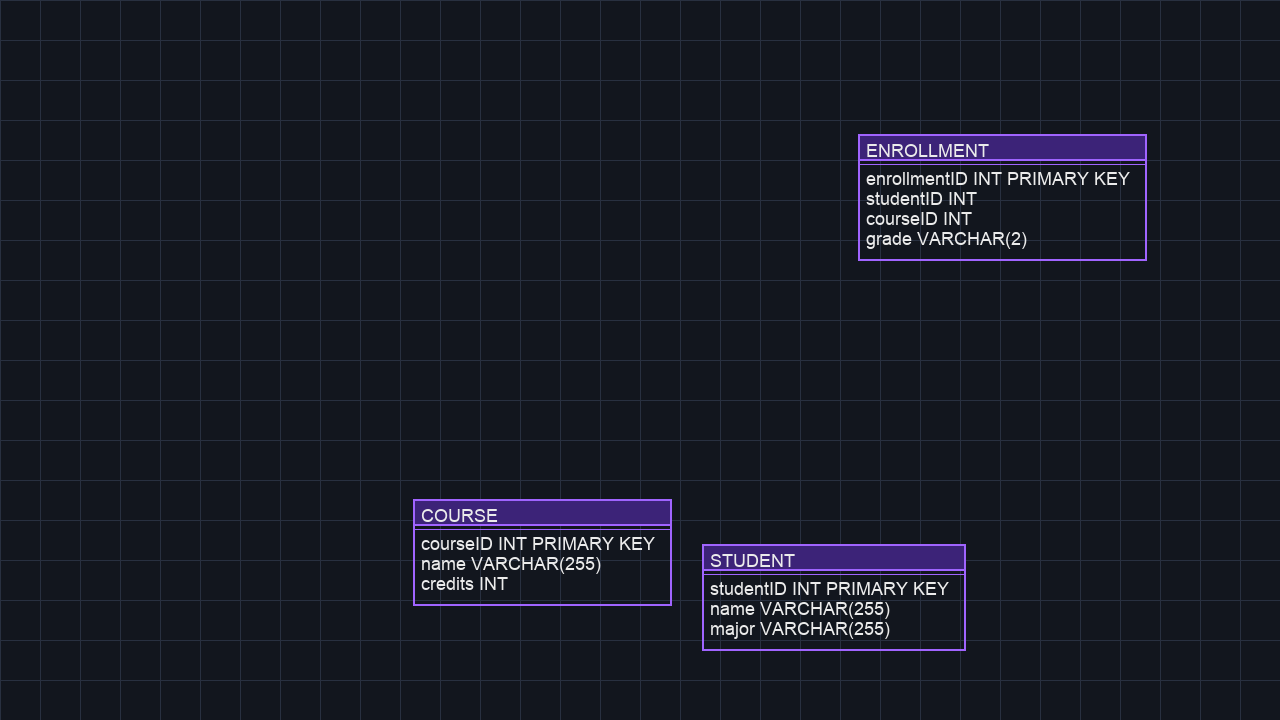 ENROLLMENT
enrollmentID INT PRIMARY KEY
studentID INT
courseID INT
grade VARCHAR(2)
COURSE
courseID INT PRIMARY KEY
name VARCHAR(255)
credits INT
STUDENT
studentID INT PRIMARY KEY
name VARCHAR(255)
major VARCHAR(255)